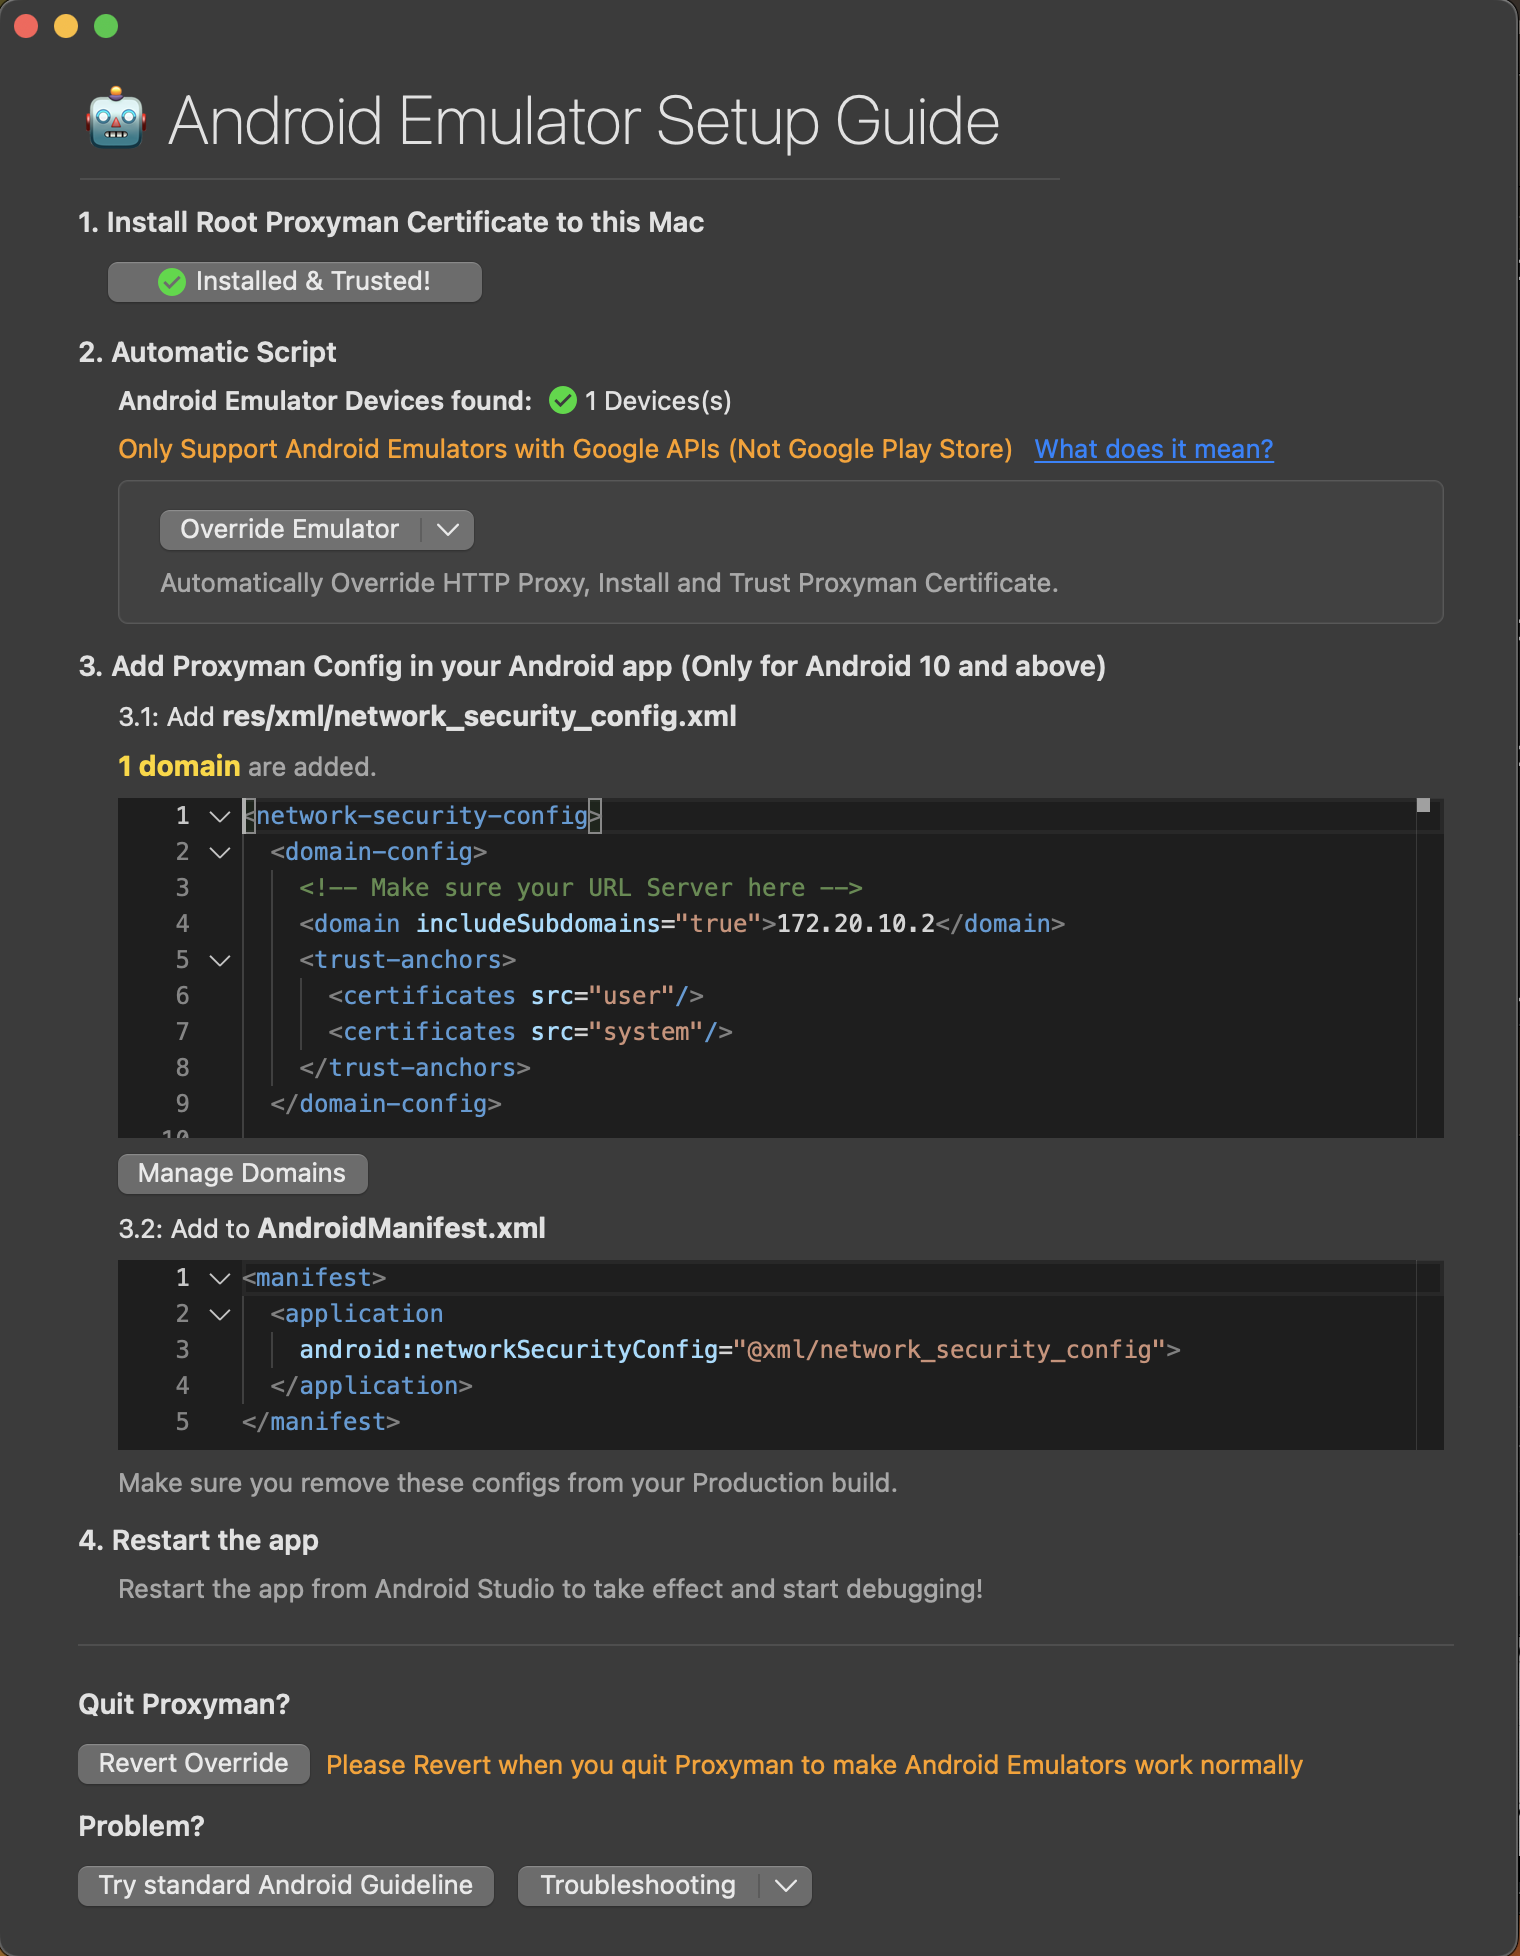 Android Emulator Setup Guide
1. Install Root Proxyman Certificate to this Mac
Installed & Trusted!
2. Automatic Script
Android Emulator Devices found: 1 Devices(s)
Only Support Android Emulators with Google APIs (Not Google Play Store) What does it mean?
Override Emulator
Automatically Override HTTP Proxy, Install and Trust Proxyman Certificate.
3. Add Proxyman Config in your Android app (Only for Android 10 and above)
3.1: Add res/xml/network_security_config.xml
1 domain are added.
1 <network-security-config>
2 <domain-config>
3 <!-- Make sure your URL Server here -->
4 <domain includeSubdomains="true">172.20.10.2</domain>
5 <trust-anchors>
6 <certificates src="user"/>
7 <certificates src="system"/>
8 </trust-anchors>
9 </domain-config>
10
Manage Domains
3.2: Add to AndroidManifest.xml
1 <manifest>
2 <application
3 android:networkSecurityConfig="@xml/network_security_config">
4 </application>
5 </manifest>
Make sure you remove these configs from your Production build.
4. Restart the app
Restart the app from Android Studio to take effect and start debugging!
Quit Proxyman?
Revert Override Please Revert when you quit Proxyman to make Android Emulators work normally
Problem?
Try standard Android Guideline Troubleshooting